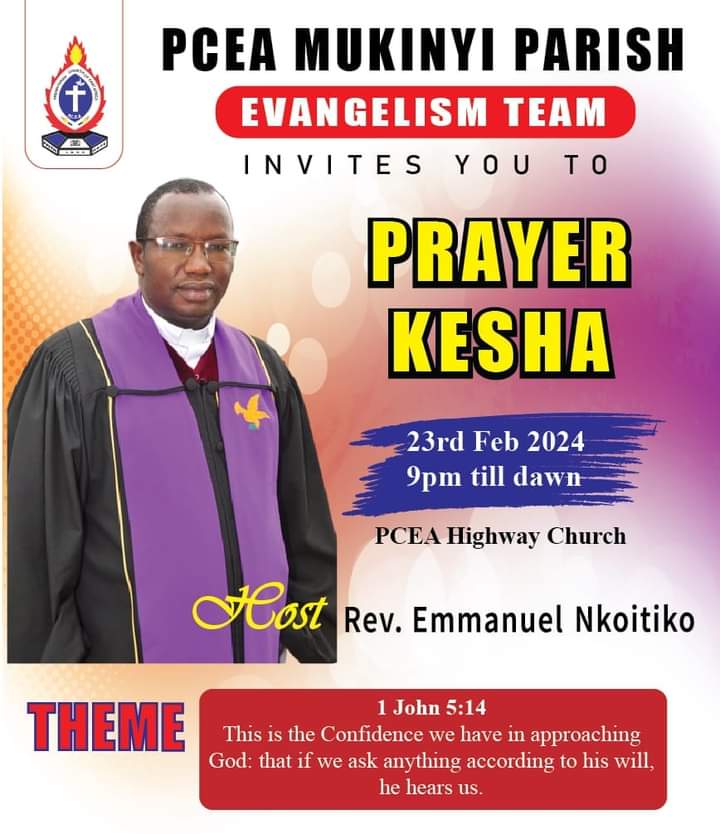 PCEA MUKINYI PARISH
EVANGELISM TEAM
INVITES YOU TO
PRAYER
KESHA
23rd Feb 2024
9pm till dawn
PCEA Highway Church
Host Rev. Emmanuel Nkoitiko
THEME
1 John 5:14
This is the Confidence we have in approaching
God: that if we ask anything according to his will,
he hears us.